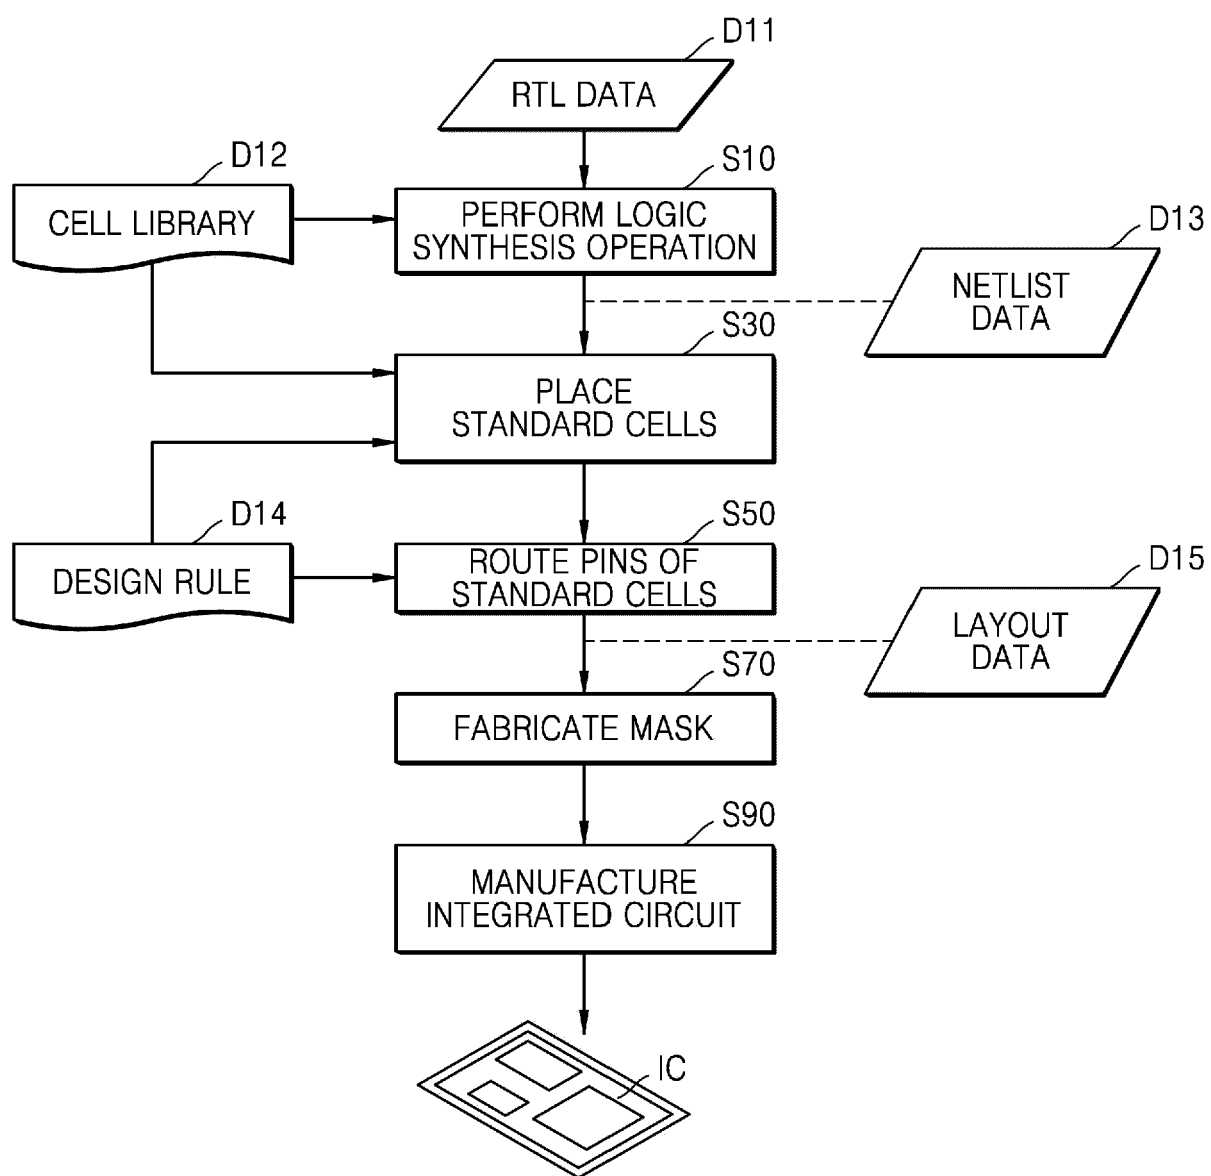 D11
RTL DATA
D12
CELL LIBRARY
S10
PERFORM LOGIC
SYNTHESIS OPERATION
D13
NETLIST
DATA
S30
PLACE
STANDARD CELLS
D14
DESIGN RULE
S50
ROUTE PINS OF
STANDARD CELLS
D15
LAYOUT
DATA
S70
FABRICATE MASK
S90
MANUFACTURE
INTEGRATED CIRCUIT
IC